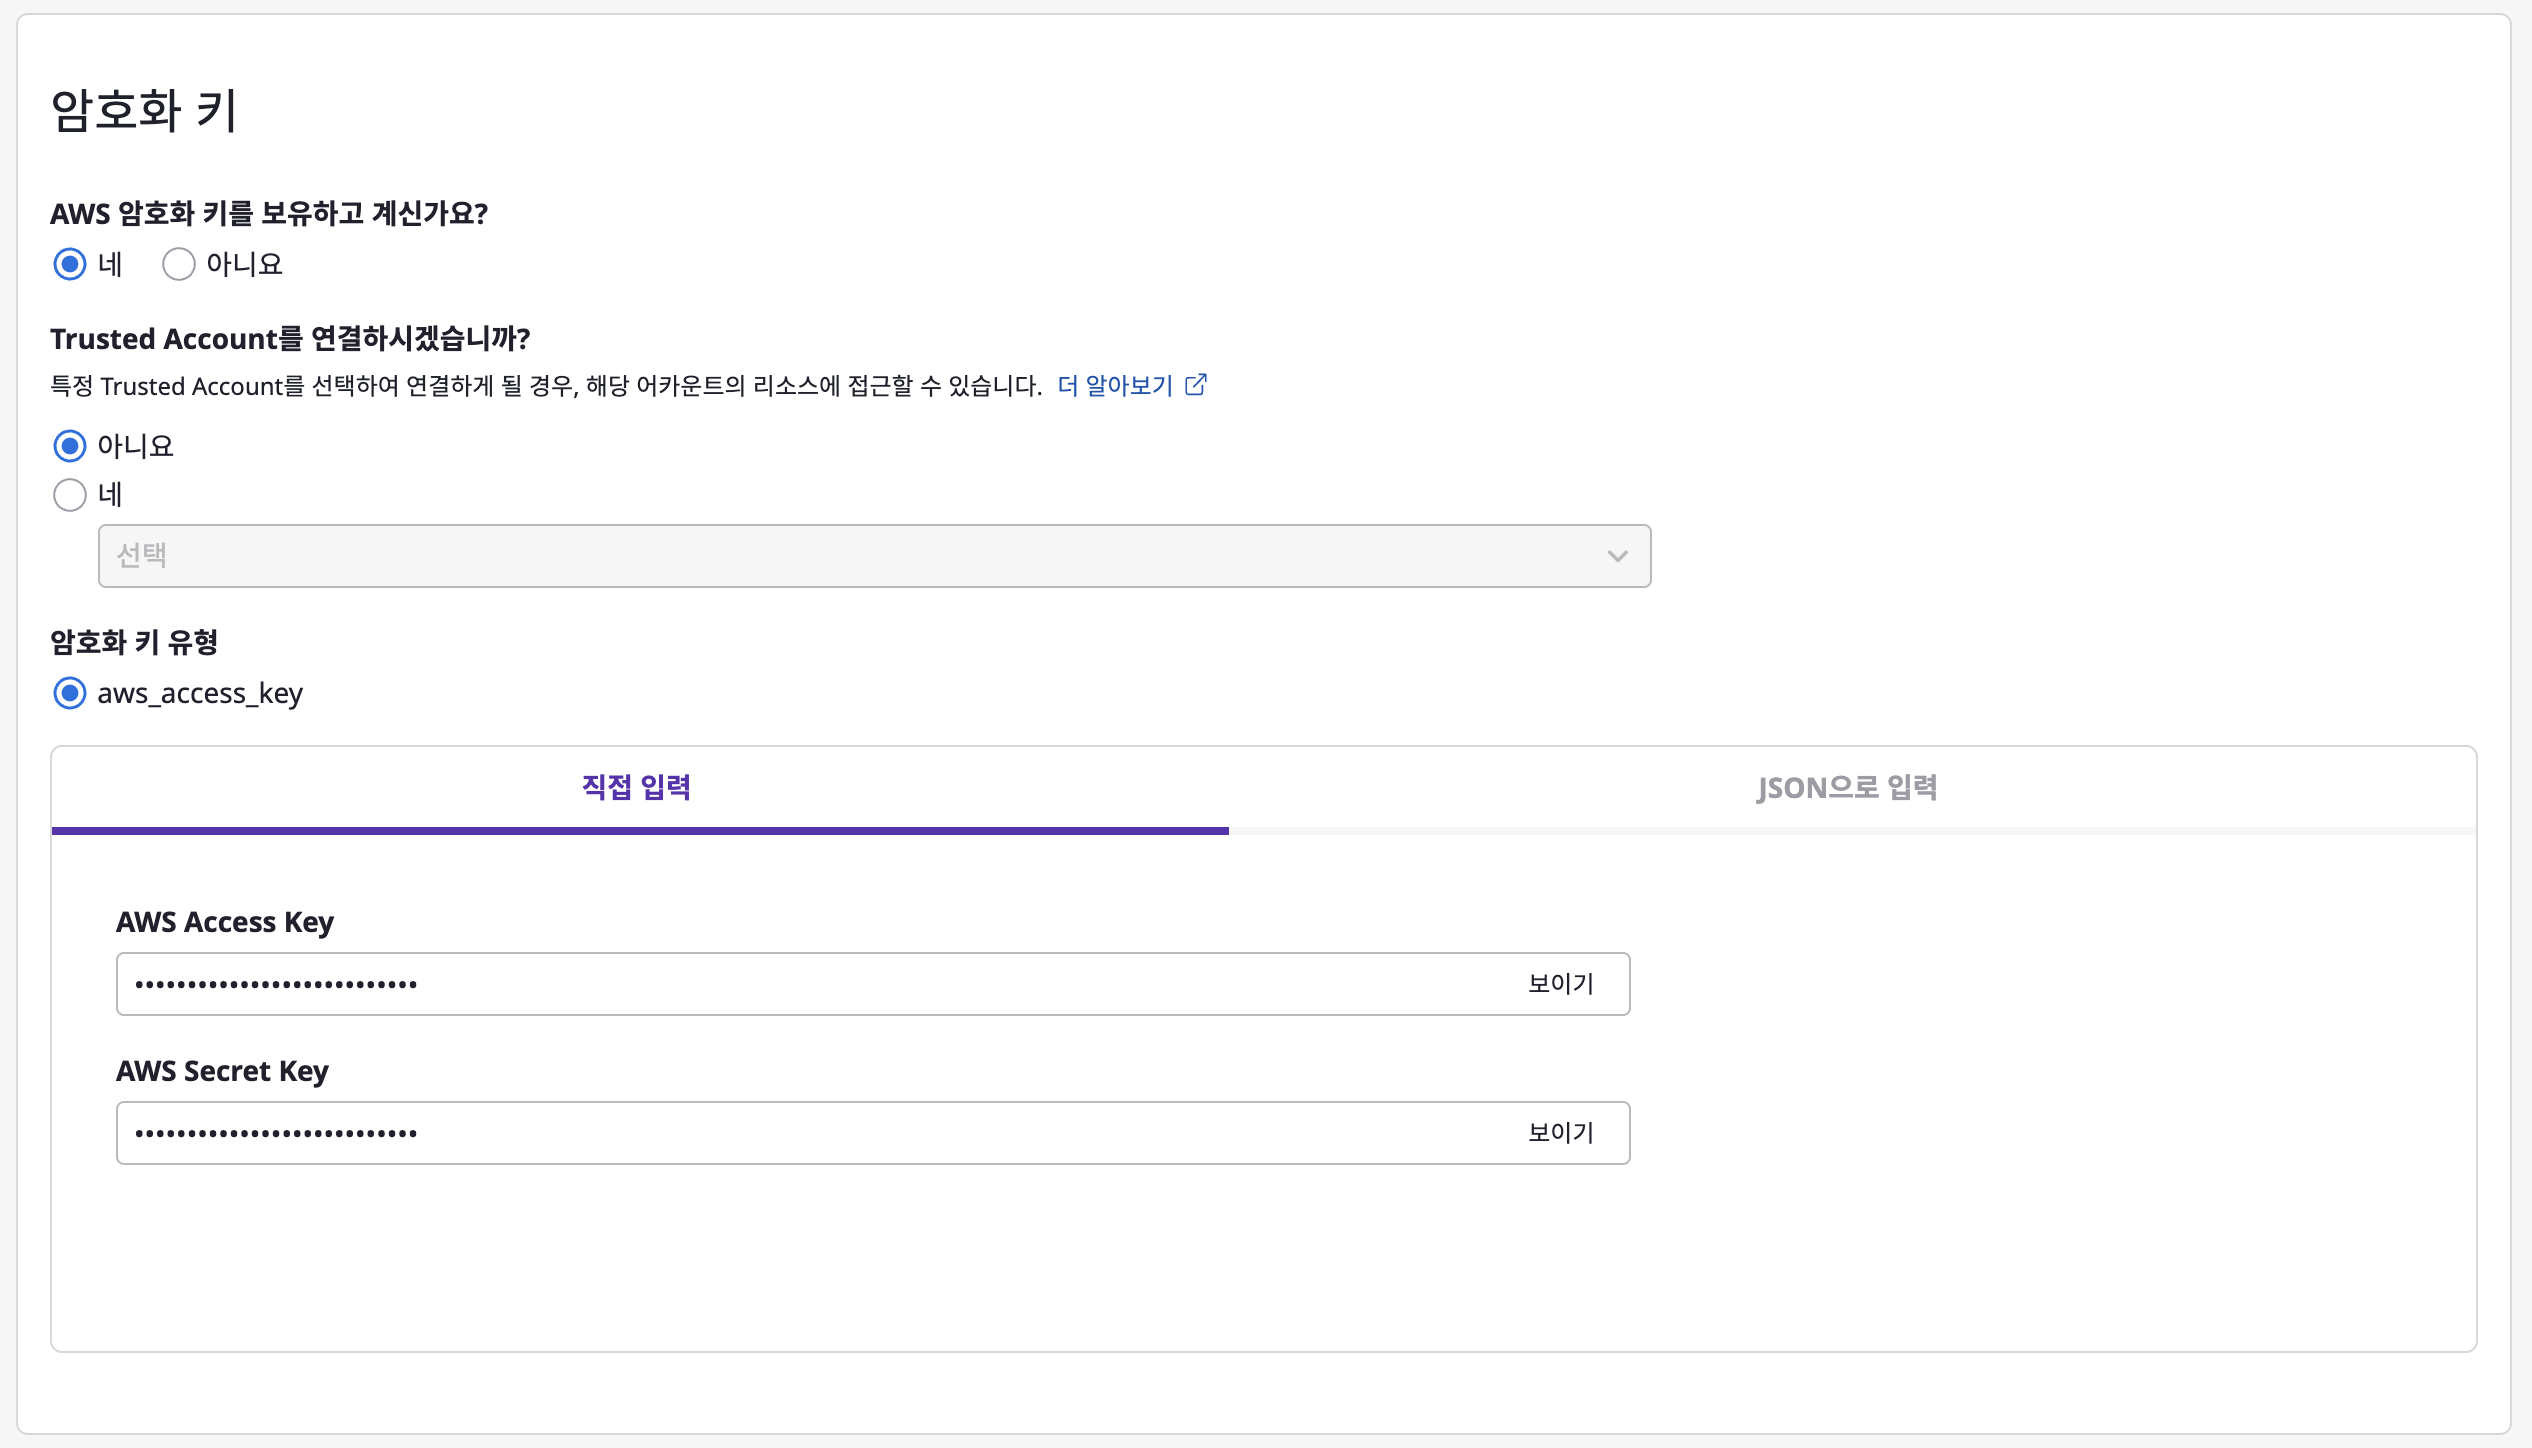 암호화 키
AWS 암호화 키를 보유하고 계신가요?
네 아니요
Trusted Account를 연결하시겠습니까?
특정 Trusted Account를 선택하여 연결하게 될 경우, 해당 어카운트의 리소스에 접근할 수 있습니다. 더 알아보기
아니요
네
선택
암호화 키 유형
aws_access_key
직접 입력 JSON으로 입력
AWS Access Key
••••••••••••••••••••••••••• 보이기
AWS Secret Key
••••••••••••••••••••••••••• 보이기